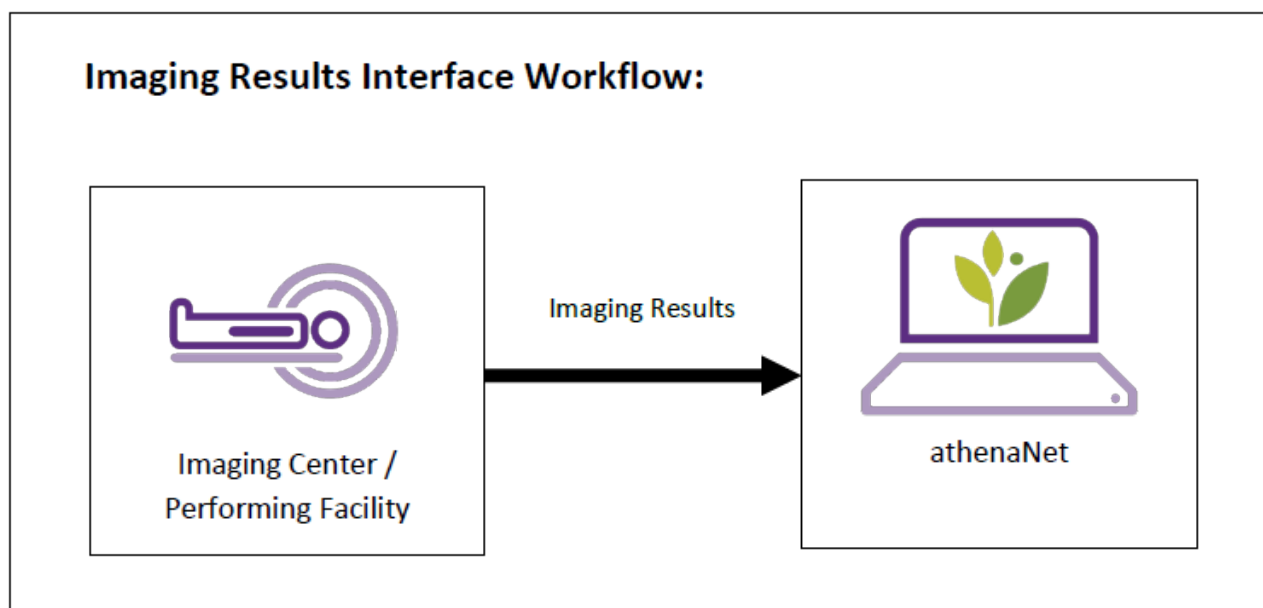 Imaging Results Interface Workflow:
Imaging Results
Imaging Center /
Performing Facility
athenaNet